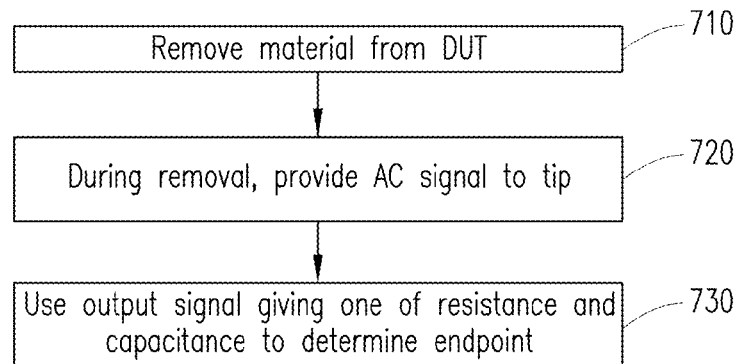 Remove material from DUT
710
During removal, provide AC signal to tip
720
Use output signal giving one of resistance and
capacitance to determine endpoint
730